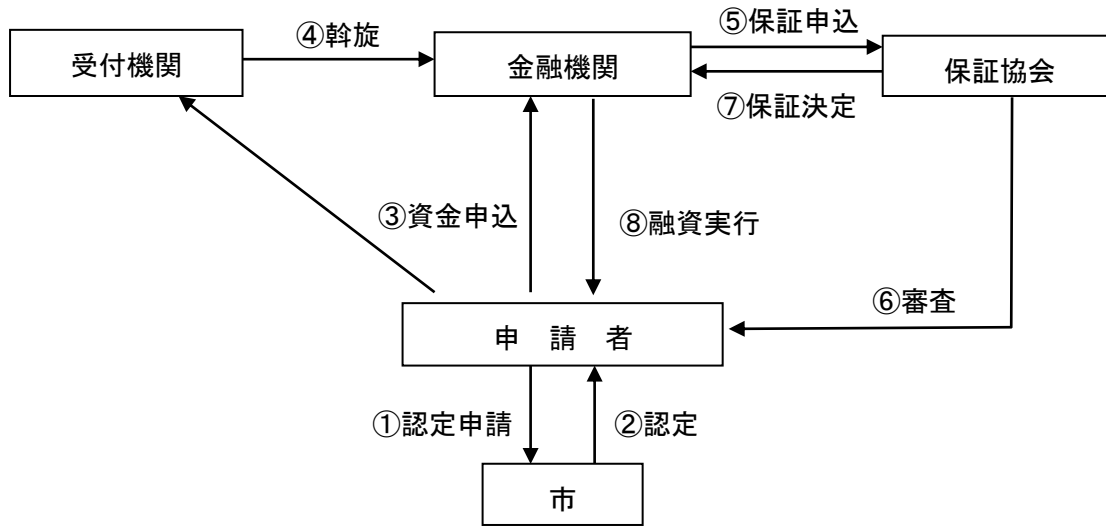 ⑤保証申込
④斡旋
受付機関
金融機関
保証協会
⑦保証決定
③資金申込
⑧融資実行
⑥審査
申 請 者
①認定申請
②認定
市